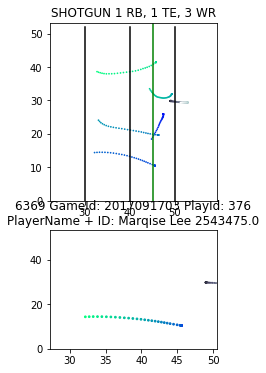 SHOTGUN 1 RB, 1 TE, 3 WR
50
40
30
20
10
0
30 40 50
6369 GameId: 2017091703 PlayId: 376
PlayerName + ID: Marqise Lee 2543475.0
40
20
0
30 35 40 45 50